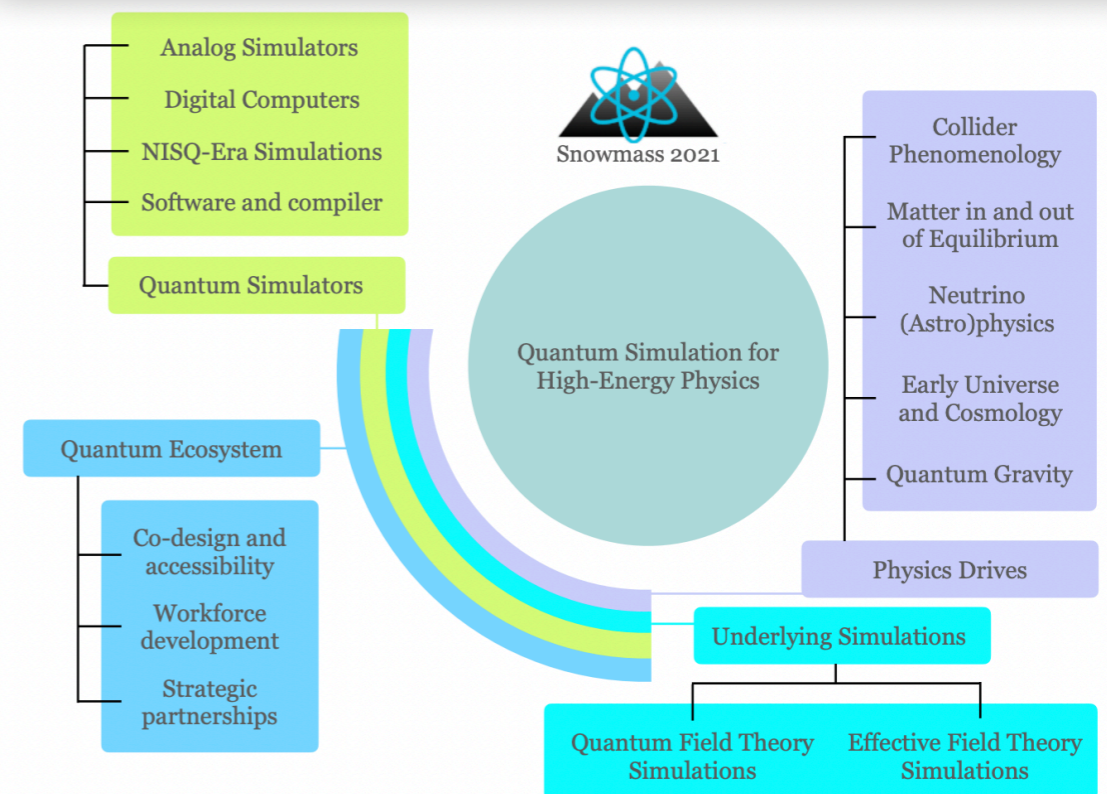 Analog Simulators
Digital Computers
NISQ-Era Simulations
Software and compiler
Quantum Simulators
Snowmass 2021
Quantum Simulation for
High-Energy Physics
Collider
Phenomenology
Matter in and out
of Equilibrium
Neutrino
(Astro)physics
Early Universe
and Cosmology
Quantum Gravity
Physics Drives
Quantum Ecosystem
Co-design and
accessibility
Workforce
development
Strategic
partnerships
Underlying Simulations
Quantum Field Theory
Simulations
Effective Field Theory
Simulations